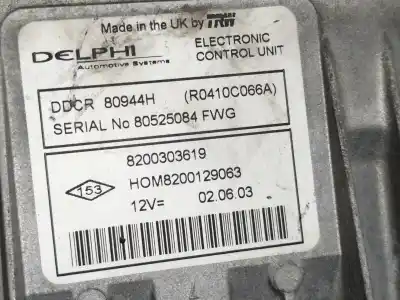 Made in the UK by TRW
DELPHI
Automotive Systems
ELECTRONIC
CONTROL UNIT
DDCR 80944H (R0410C066A)
SERIAL No 80525084 FWG
8200303619
153
HOM8200129063
12V= 02.06.03